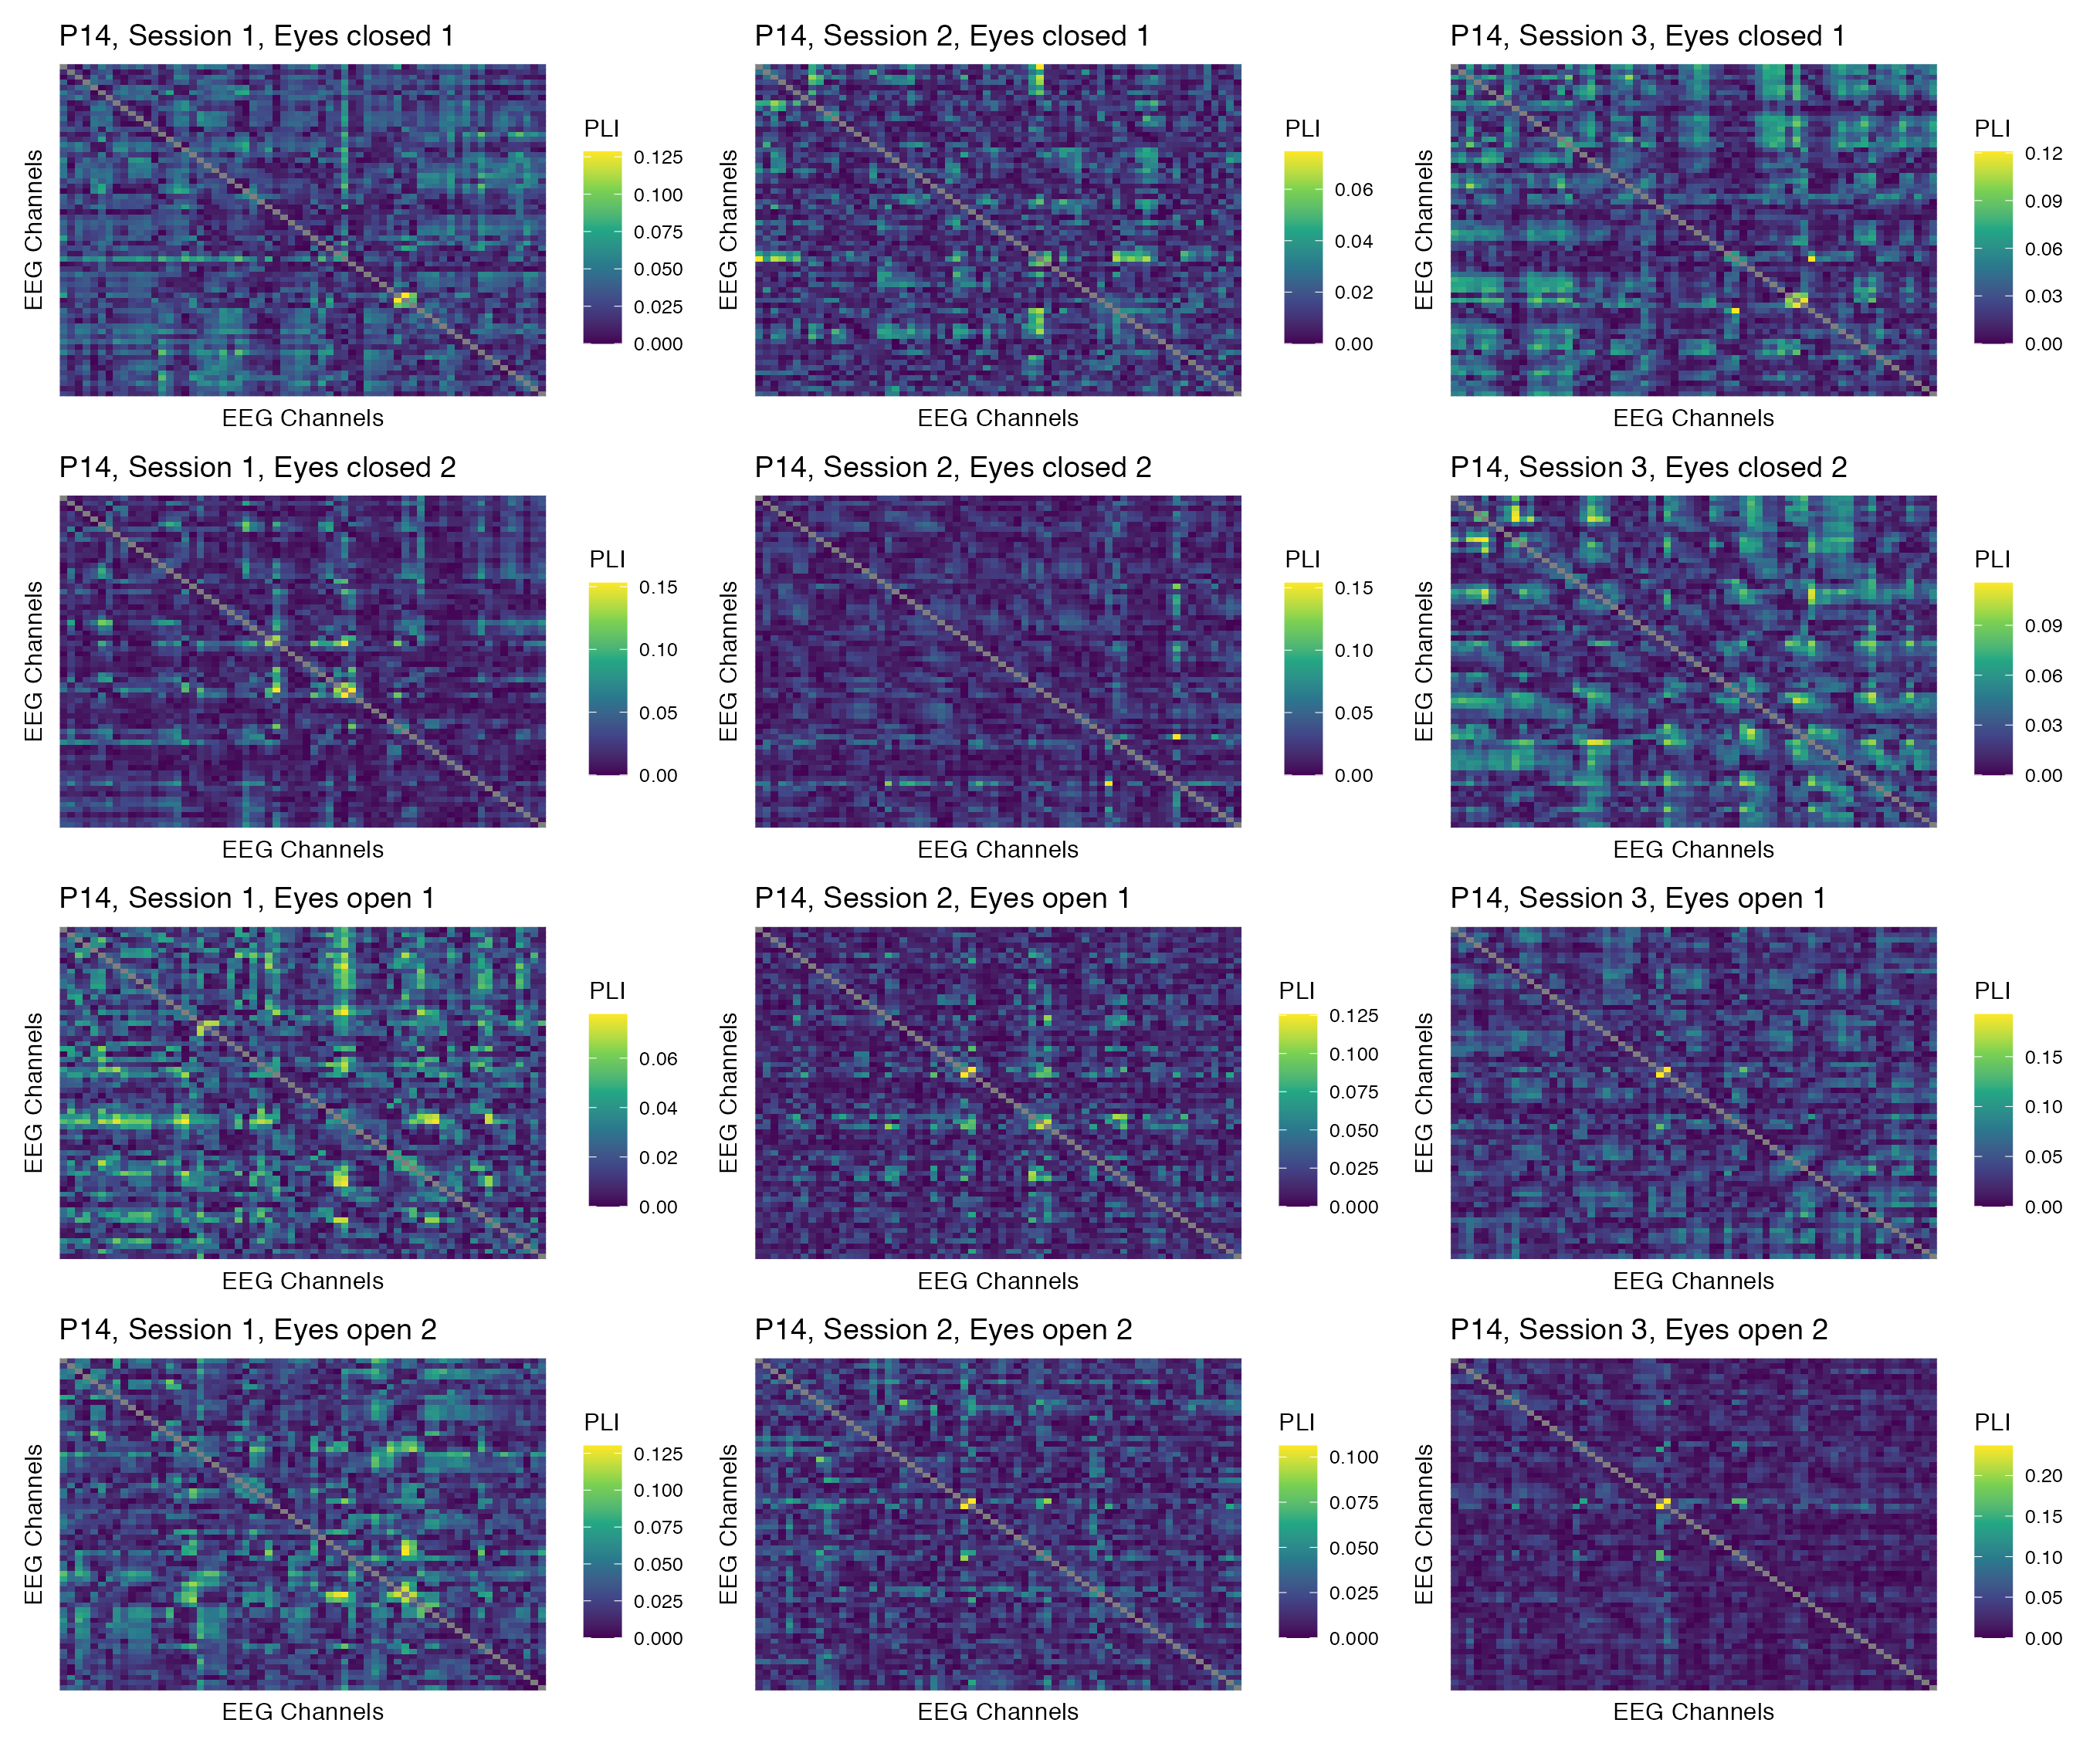 P14, Session 1, Eyes closed 1
EEG Channels
EEG Channels
PLI
0.125
0.100
0.075
0.050
0.025
0.000
P14, Session 2, Eyes closed 1
EEG Channels
EEG Channels
PLI
0.06
0.04
0.02
0.00
P14, Session 3, Eyes closed 1
EEG Channels
EEG Channels
PLI
0.12
0.09
0.06
0.03
0.00
P14, Session 1, Eyes closed 2
EEG Channels
EEG Channels
PLI
0.15
0.10
0.05
0.00
P14, Session 2, Eyes closed 2
EEG Channels
EEG Channels
PLI
0.15
0.10
0.05
0.00
P14, Session 3, Eyes closed 2
EEG Channels
EEG Channels
PLI
0.09
0.06
0.03
0.00
P14, Session 1, Eyes open 1
EEG Channels
EEG Channels
PLI
0.06
0.04
0.02
0.00
P14, Session 2, Eyes open 1
EEG Channels
EEG Channels
PLI
0.125
0.100
0.075
0.050
0.025
0.000
P14, Session 3, Eyes open 1
EEG Channels
EEG Channels
PLI
0.15
0.10
0.05
0.00
P14, Session 1, Eyes open 2
EEG Channels
EEG Channels
PLI
0.125
0.100
0.075
0.050
0.025
0.000
P14, Session 2, Eyes open 2
EEG Channels
EEG Channels
PLI
0.100
0.075
0.050
0.025
0.000
P14, Session 3, Eyes open 2
EEG Channels
EEG Channels
PLI
0.20
0.15
0.10
0.05
0.00